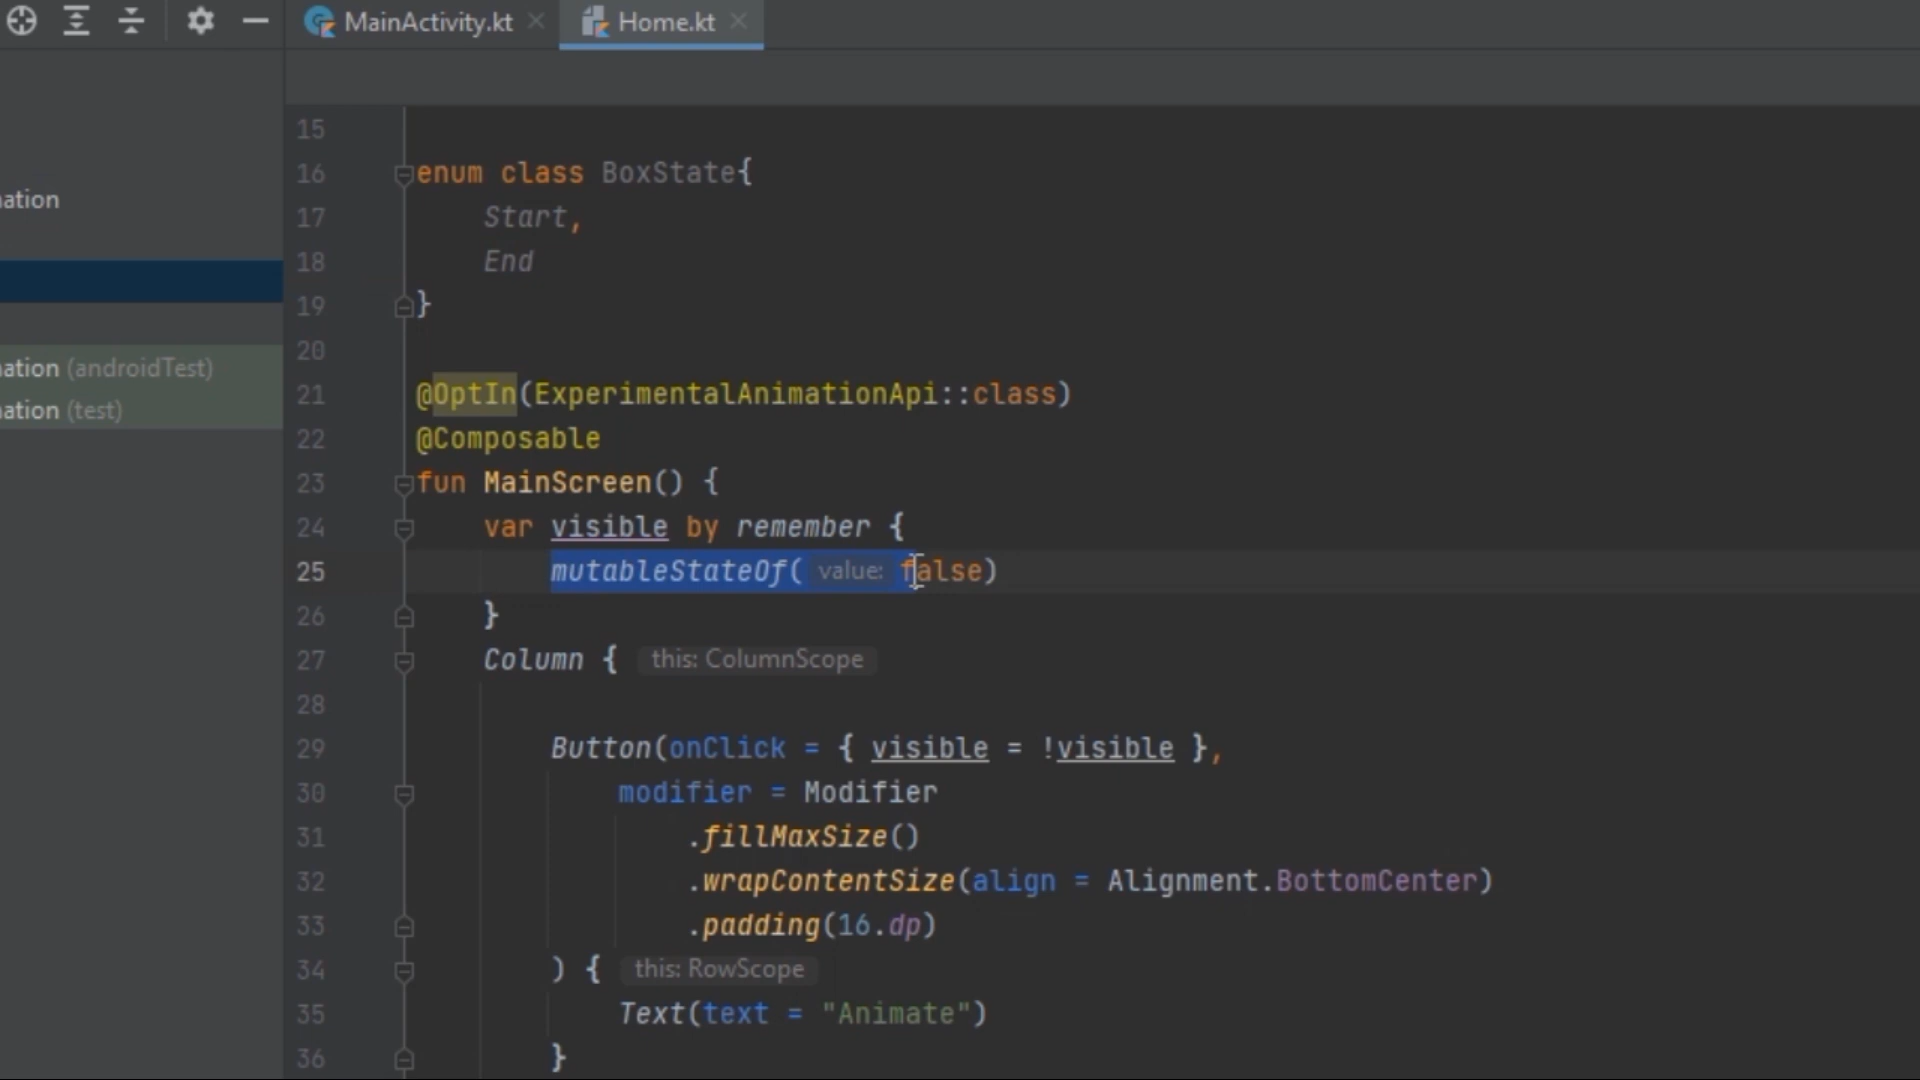 MainActivity.kt
Home.kt
ation
ation (androidTest)
ation (test)
15
16 enum class BoxState{
17 Start,
18 End
19 }
20
21 @OptIn(ExperimentalAnimationApi::class)
22 @Composable
23 fun MainScreen() {
24 var visible by remember {
25 mutableStateOf( value: false)
26 }
27 Column { this: ColumnScope
28
29 Button(onClick = { visible = !visible },
30 modifier = Modifier
31 .fillMaxSize()
32 .wrapContentSize(align = Alignment.BottomCenter)
33 .padding(16.dp)
34 ) { this: RowScope
35 Text(text = "Animate")
36 }